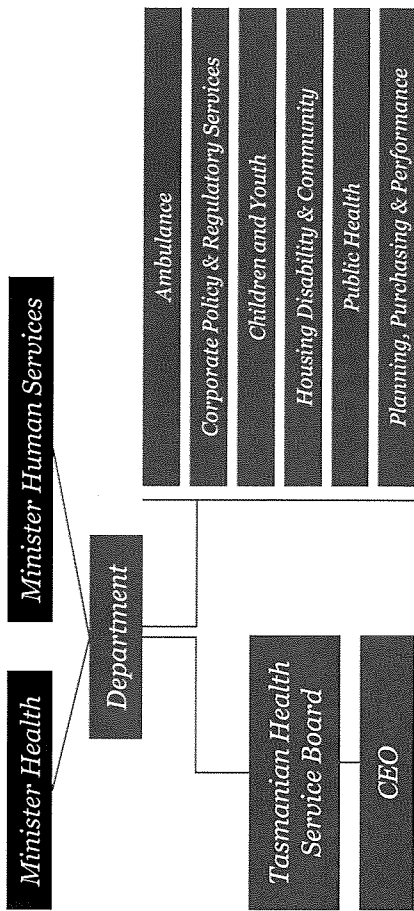 Minister Health
Minister Human Services
Department
Tasmanian Health
Service Board
CEO
Ambulance
Corporate Policy & Regulatory Services
Children and Youth
Housing Disability & Community
Public Health
Planning, Purchasing & Performance